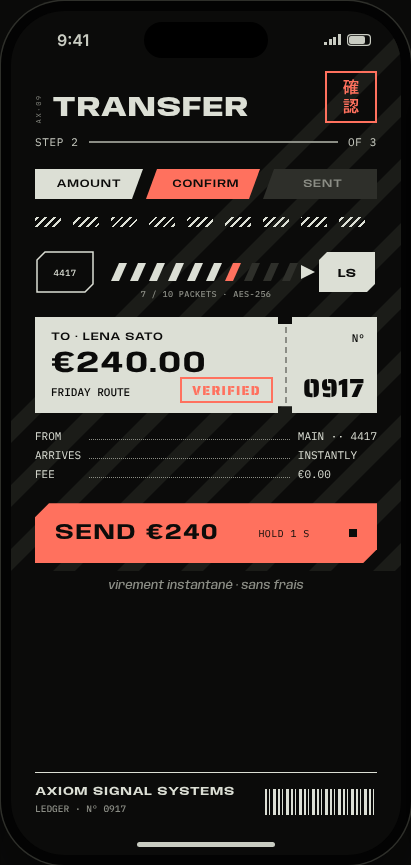 9:41
AX-09
TRANSFER
確認
STEP 2 OF 3
AMOUNT CONFIRM SENT
4417 LS
7 / 10 PACKETS · AES-256
TO · LENA SATO
€240.00
FRIDAY ROUTE VERIFIED
Nº
0917
FROM MAIN ·· 4417
ARRIVES INSTANTLY
FEE €0.00
SEND €240 HOLD 1 S
virement instantané · sans frais
AXIOM SIGNAL SYSTEMS
LEDGER · Nº 0917